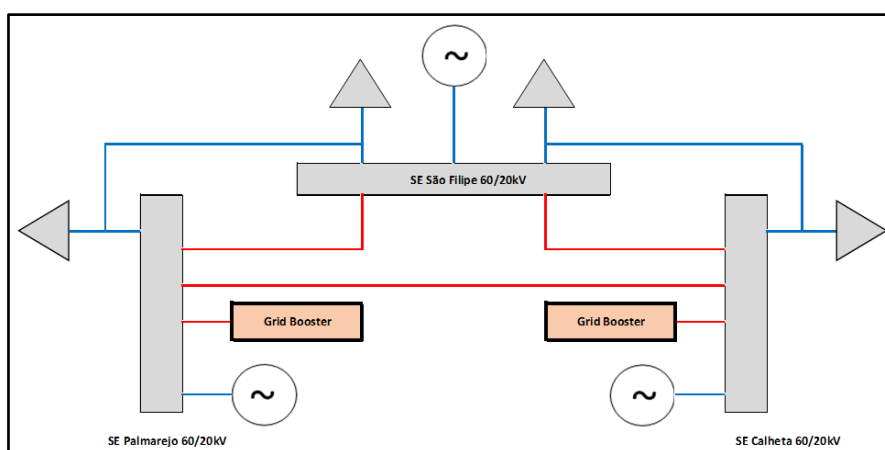 ~
SE São Filipe 60/20kV
Grid Booster
Grid Booster
~
~
SE Palmarejo 60/20kV
SE Calheta 60/20kV